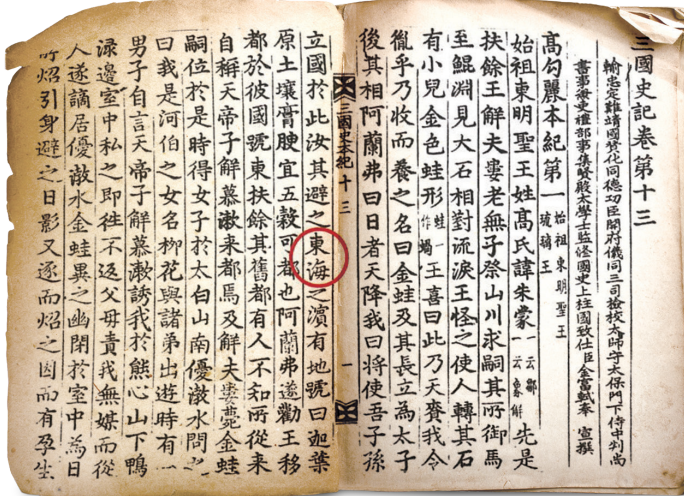 三國史記卷第十三
輸忠定難靖國贊化同德功臣開府儀同三司檢校太師守太保門下侍中判尚
書事兼吏禮部事集賢殿太學士監修國史上柱國致仕臣金富軾奉 宣撰
高勾麗本紀第一 始祖東明聖王 琉璃王
始祖東明聖王姓高氏諱朱蒙 一云鄒 一云衆解 先是
扶餘王解夫婁老無子祭山川求嗣其所御馬
至鯤淵見大石相對流淚王怪之使人轉其石
有小兒金色蛙形 蛙一 作蝸 王喜曰此乃天賚我令
胤乎乃收而養之名曰金蛙及其長立為太子
後其相阿蘭弗曰日者天降我曰將使吾子孫
三國史本紀十三 一
立國於此汝其避之東海之濱有地號曰迦葉
原土壤膏腴宜五穀可都也阿蘭弗遂勸王移
都於彼國號東扶餘其舊都有人不知所從來
自稱天帝子解慕漱來都焉及解夫婁薨金蛙
嗣位於是時得女子於太白山南優渤水問之
曰我是河伯之女名柳花與諸弟出遊時有一
男子自言天帝子解慕漱誘我於熊心山下鴨
淥邊室中私之即往不返父母責我無媒而從
人遂謫居優渤水金蛙異之幽閉於室中為日
所炤引身避之日影又逐而炤之因而有孕生